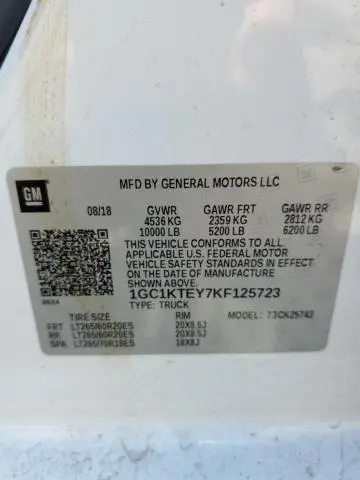 GM
MFD BY GENERAL MOTORS LLC
08/18 GVWR GAWR FRT GAWR RR
4536 KG 2359 KG 2812 KG
10000 LB 5200 LB 6200 LB
THIS VEHICLE CONFORMS TO ALL
APPLICABLE U.S. FEDERAL MOTOR
VEHICLE SAFETY STANDARDS IN EFFECT ON
THE DATE OF MANUFACTURE SHOWN ABOVE.
1GC1KTEY7KF125723
TYPE: TRUCK
TIRE SIZE RIM MODEL:
FRT LT265/60R20ES 20X8.5J
RR LT265/60R20ES 20X8.5J
SPA LT265/70R18ES 18X8J